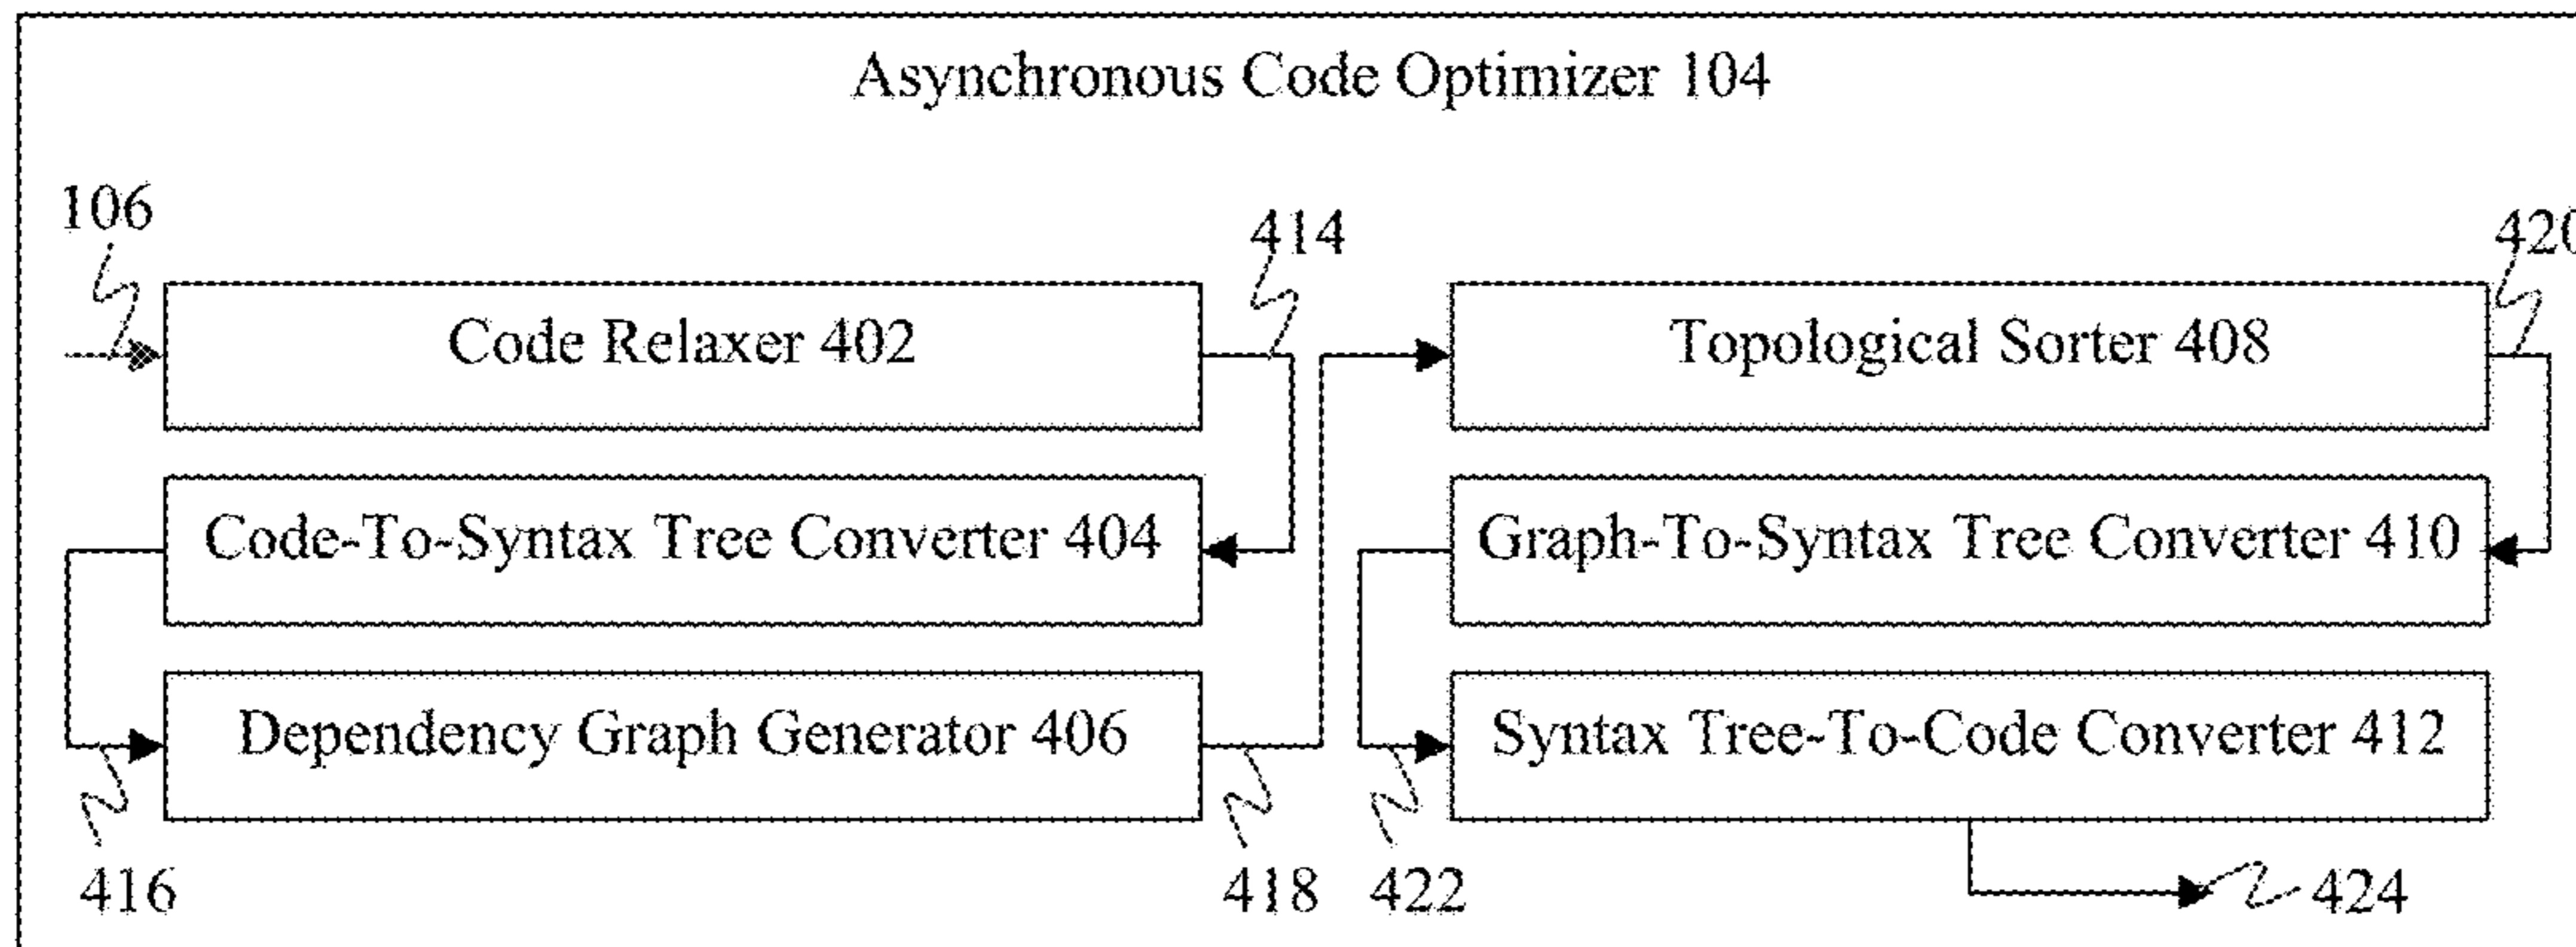 Asynchronous Code Optimizer 104
106
414
420
Code Relaxer 402
Topological Sorter 408
Code-To-Syntax Tree Converter 404
Graph-To-Syntax Tree Converter 410
Dependency Graph Generator 406
Syntax Tree-To-Code Converter 412
416
418
422
424